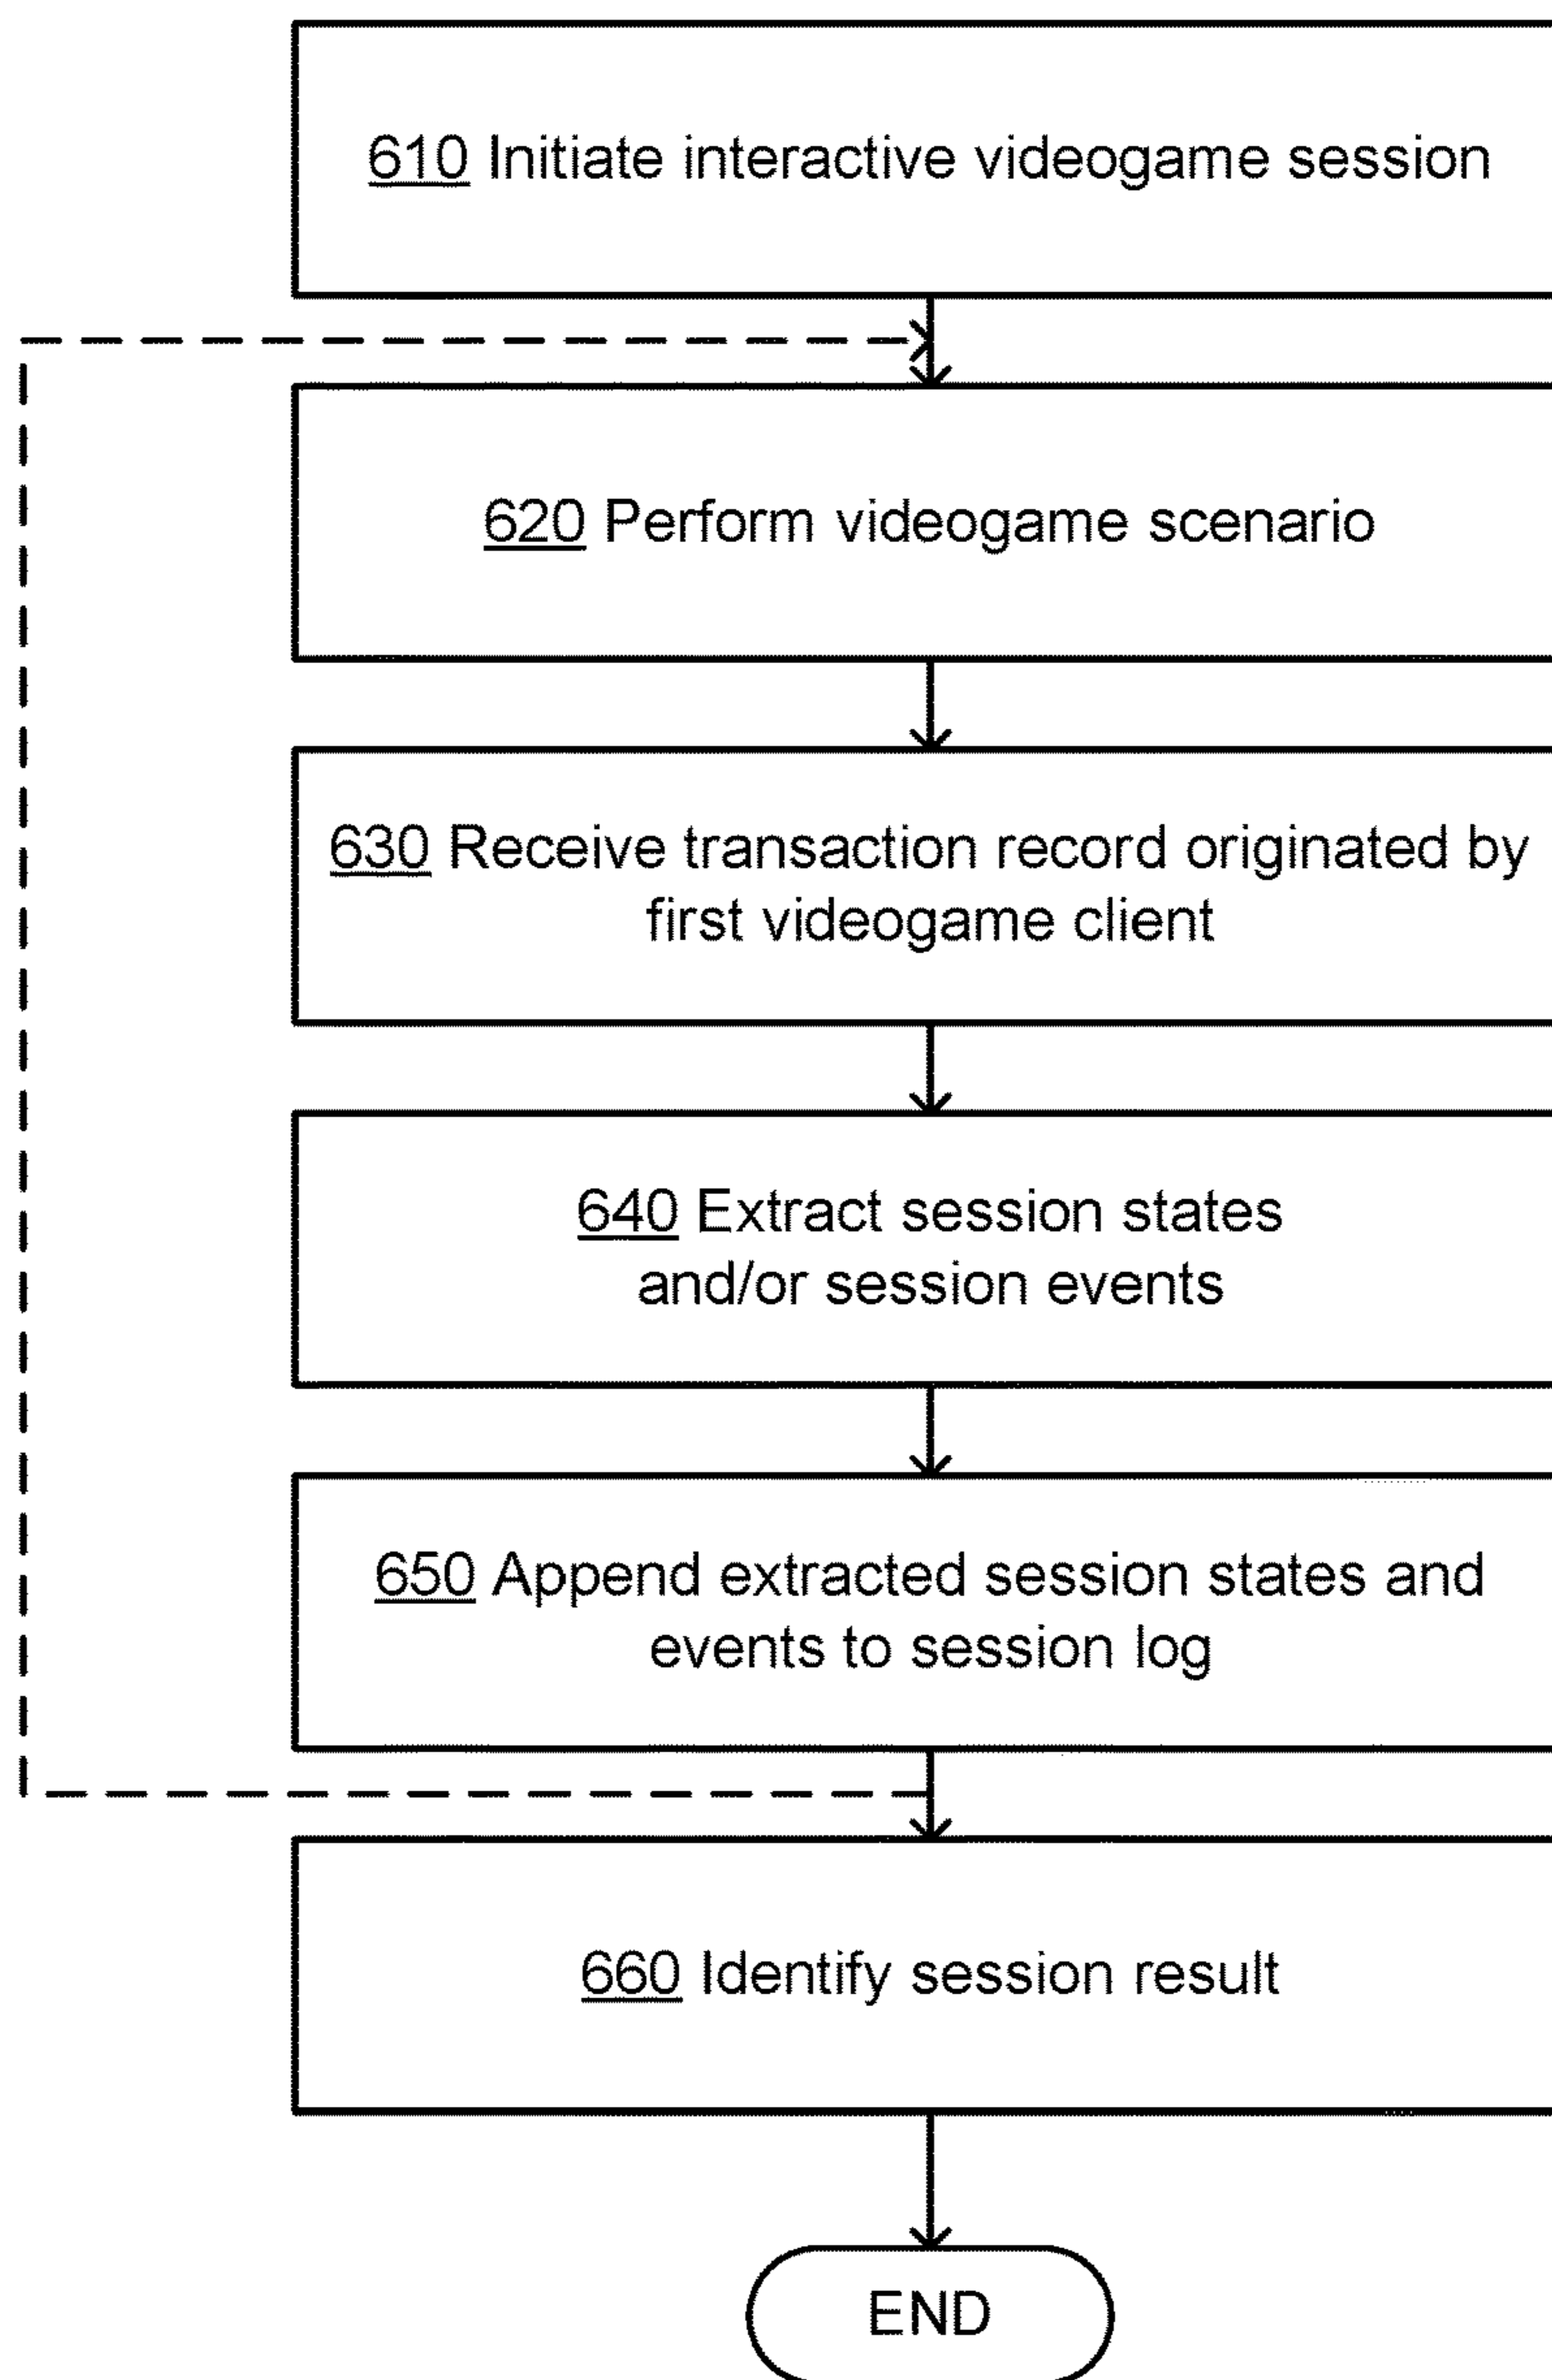 610 Initiate interactive videogame session
620 Perform videogame scenario
630 Receive transaction record originated by
first videogame client
640 Extract session states
and/or session events
650 Append extracted session states and
events to session log
660 Identify session result
END